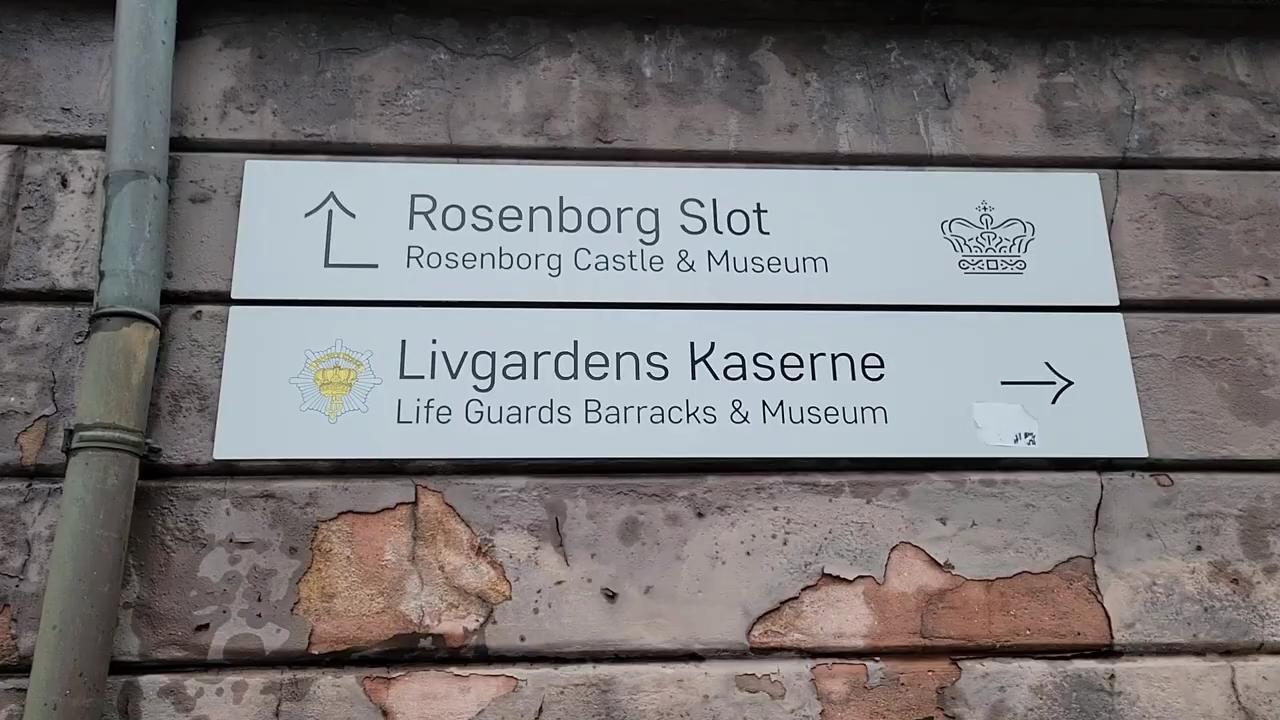 Rosenborg Slot
Rosenborg Castle & Museum
Livgardens Kaserne
Life Guards Barracks & Museum